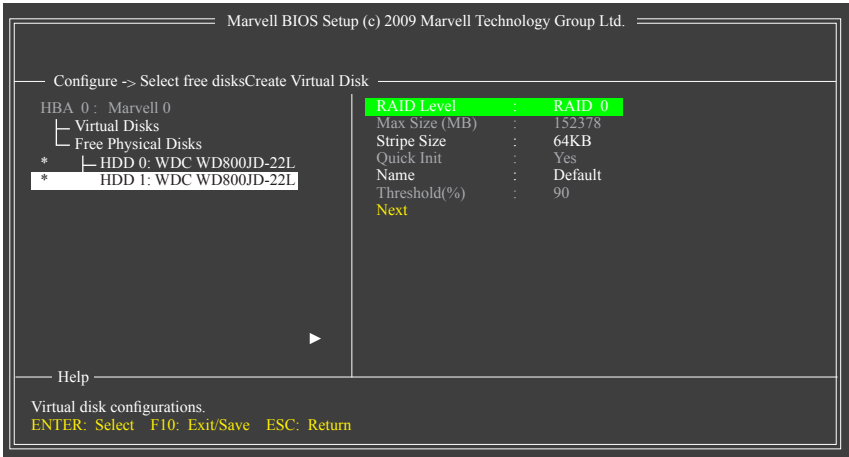 Marvell BIOS Setup (c) 2009 Marvell Technology Group Ltd.
Configure -> Select free disksCreate Virtual Disk
HBA 0 : Marvell 0
Virtual Disks
Free Physical Disks
* HDD 0: WDC WD800JD-22L
* HDD 1: WDC WD800JD-22L
RAID Level : RAID 0
Max Size (MB) : 152378
Stripe Size : 64KB
Quick Init : Yes
Name : Default
Threshold(%) : 90
Next
Help
Virtual disk configurations.
ENTER: Select F10: Exit/Save ESC: Return